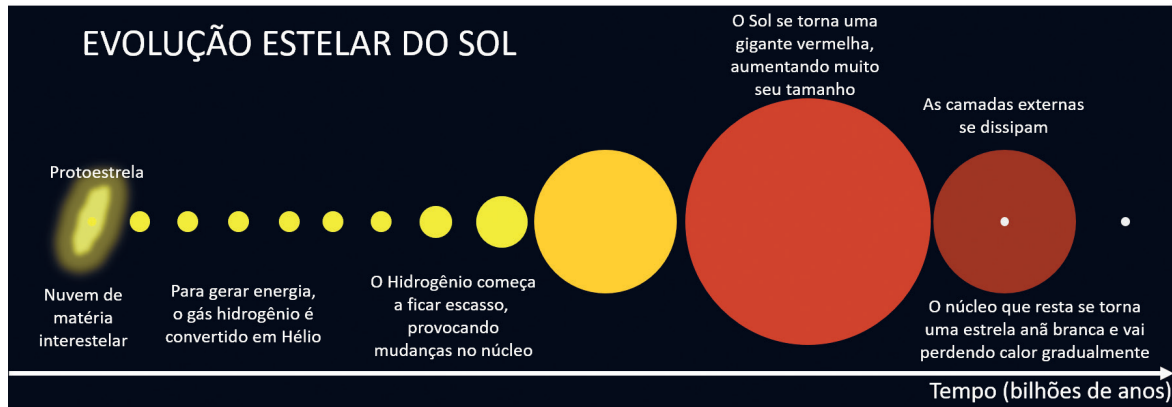 EVOLUÇÃO ESTELAR DO SOL
O Sol se torna uma
gigante vermelha,
aumentando muito
seu tamanho
As camadas externas
se dissipam
Protoestrela
Nuvem de
matéria
interestelar
Para gerar energia,
o gás hidrogênio é
convertido em Hélio
O Hidrogênio começa
a ficar escasso,
provocando
mudanças no núcleo
O núcleo que resta se torna
uma estrela anã branca e vai
perdendo calor gradualmente
Tempo (bilhões de anos)